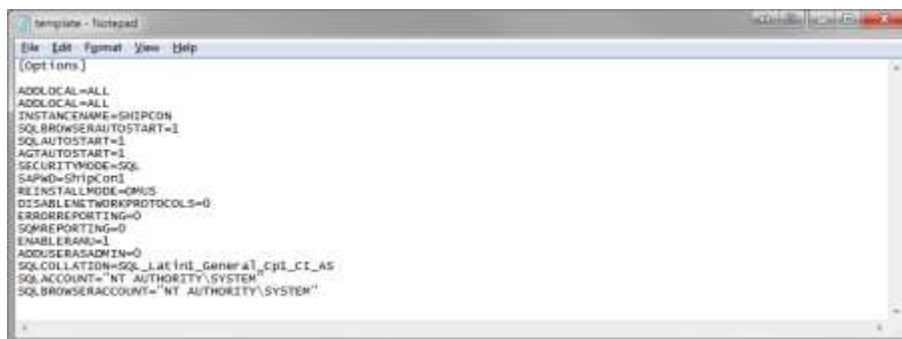 template - Notepad
File Edit Format View Help
[Options]
ADDLOCAL=ALL
ADDLOCAL=ALL
INSTANCENAME=SHIPCON
SQLBROWSERAUTOSTART=1
SQLAUTOSTART=1
AGTAUTOSTART=1
SECURITYMODE=SQL
SAPWD=ShipCon1
REINSTALLMODE=OMUS
DISABLENETWORKPROTOCOLS=0
ERRORREPORTING=0
SQMREPORTING=0
ENABLERANU=1
ADDUSERASADMIN=0
SQLCOLLATION=SQL_Latin1_General_Cp1_CI_AS
SQLACCOUNT="NT AUTHORITY\SYSTEM"
SQLBROWSERACCOUNT="NT AUTHORITY\SYSTEM"